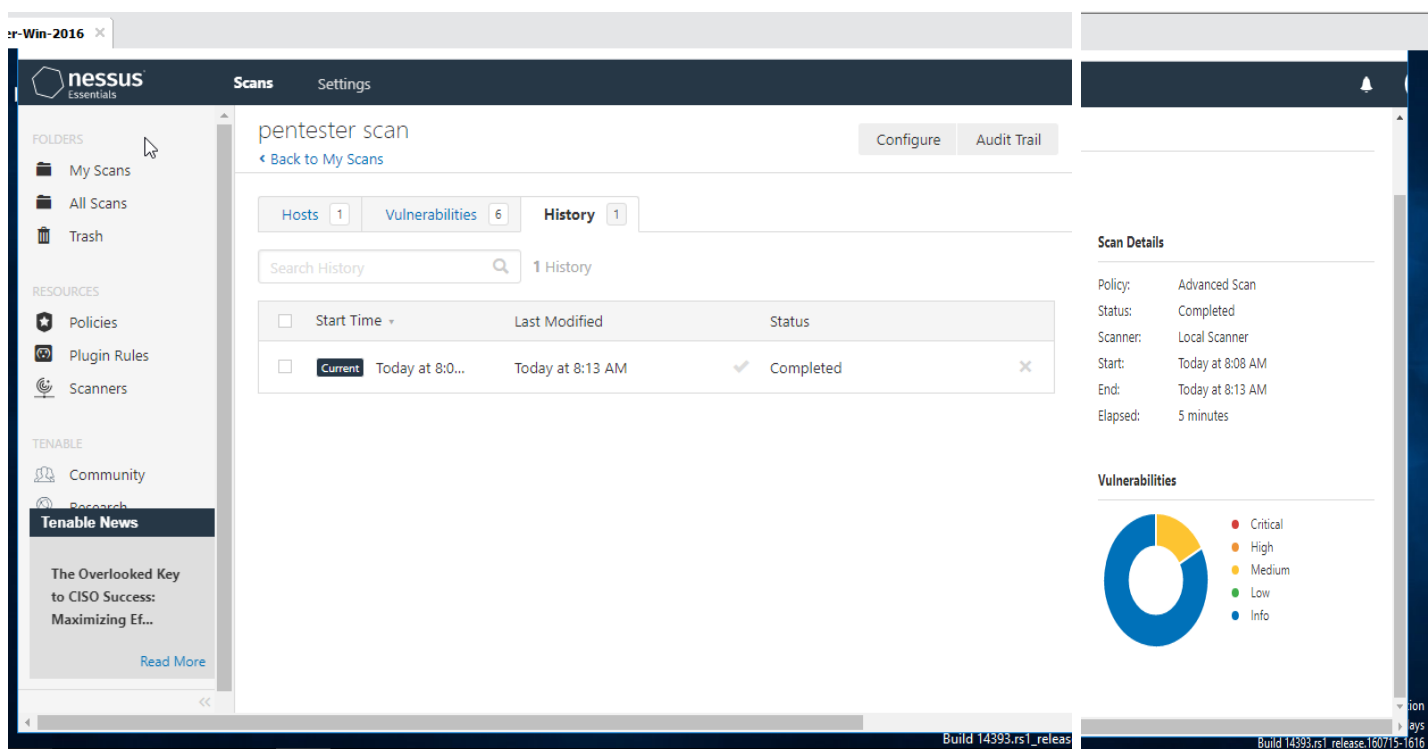 er-Win-2016
nessus
Essentials
Scans
Settings
FOLDERS
My Scans
All Scans
Trash
RESOURCES
Policies
Plugin Rules
Scanners
TENABLE
Community
Research
Tenable News
The Overlooked Key
to CISO Success:
Maximizing Ef...
Read More
pentester scan
Back to My Scans
Configure
Audit Trail
Hosts 1
Vulnerabilities 6
History 1
Search History
1 History
Start Time
Last Modified
Status
Current Today at 8:0...
Today at 8:13 AM
Completed
Build 14393.rs1_releas
Scan Details
Policy: Advanced Scan
Status: Completed
Scanner: Local Scanner
Start: Today at 8:08 AM
End: Today at 8:13 AM
Elapsed: 5 minutes
Vulnerabilities
Critical
High
Medium
Low
Info
ion
lays
Build 14393.rs1_release.160715-1616